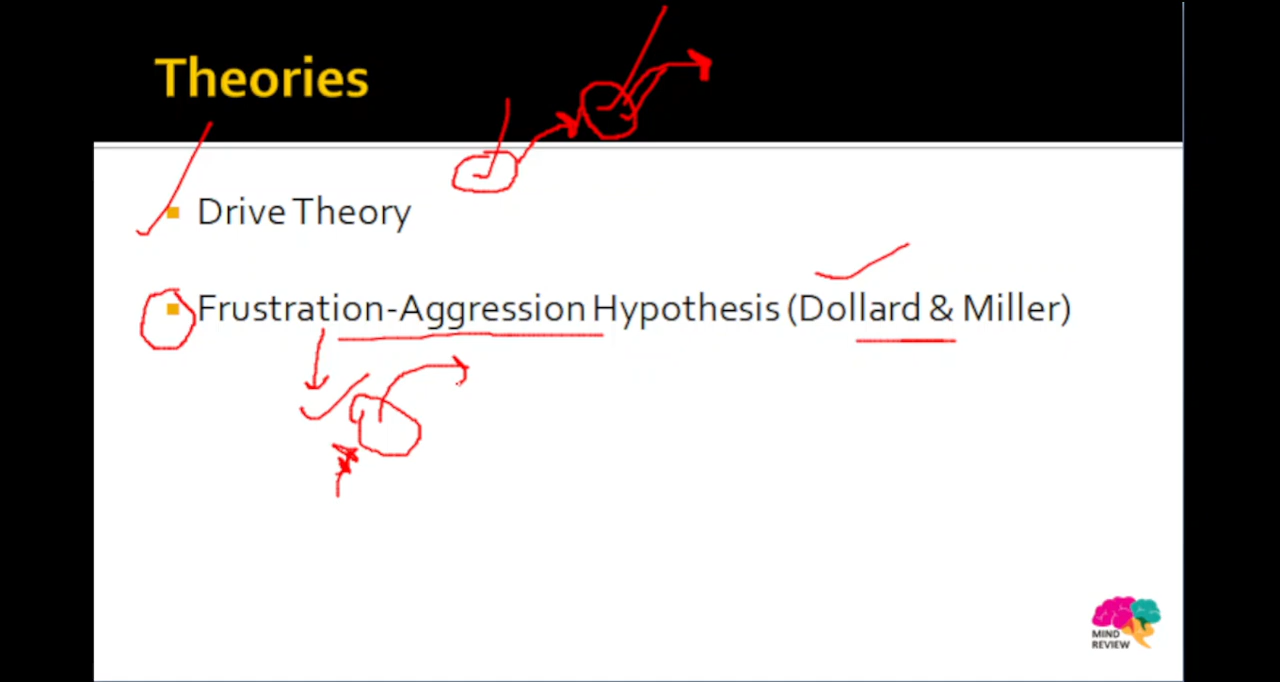 Theories
Drive Theory
Frustration-Aggression Hypothesis (Dollard & Miller)
MIND
REVIEW